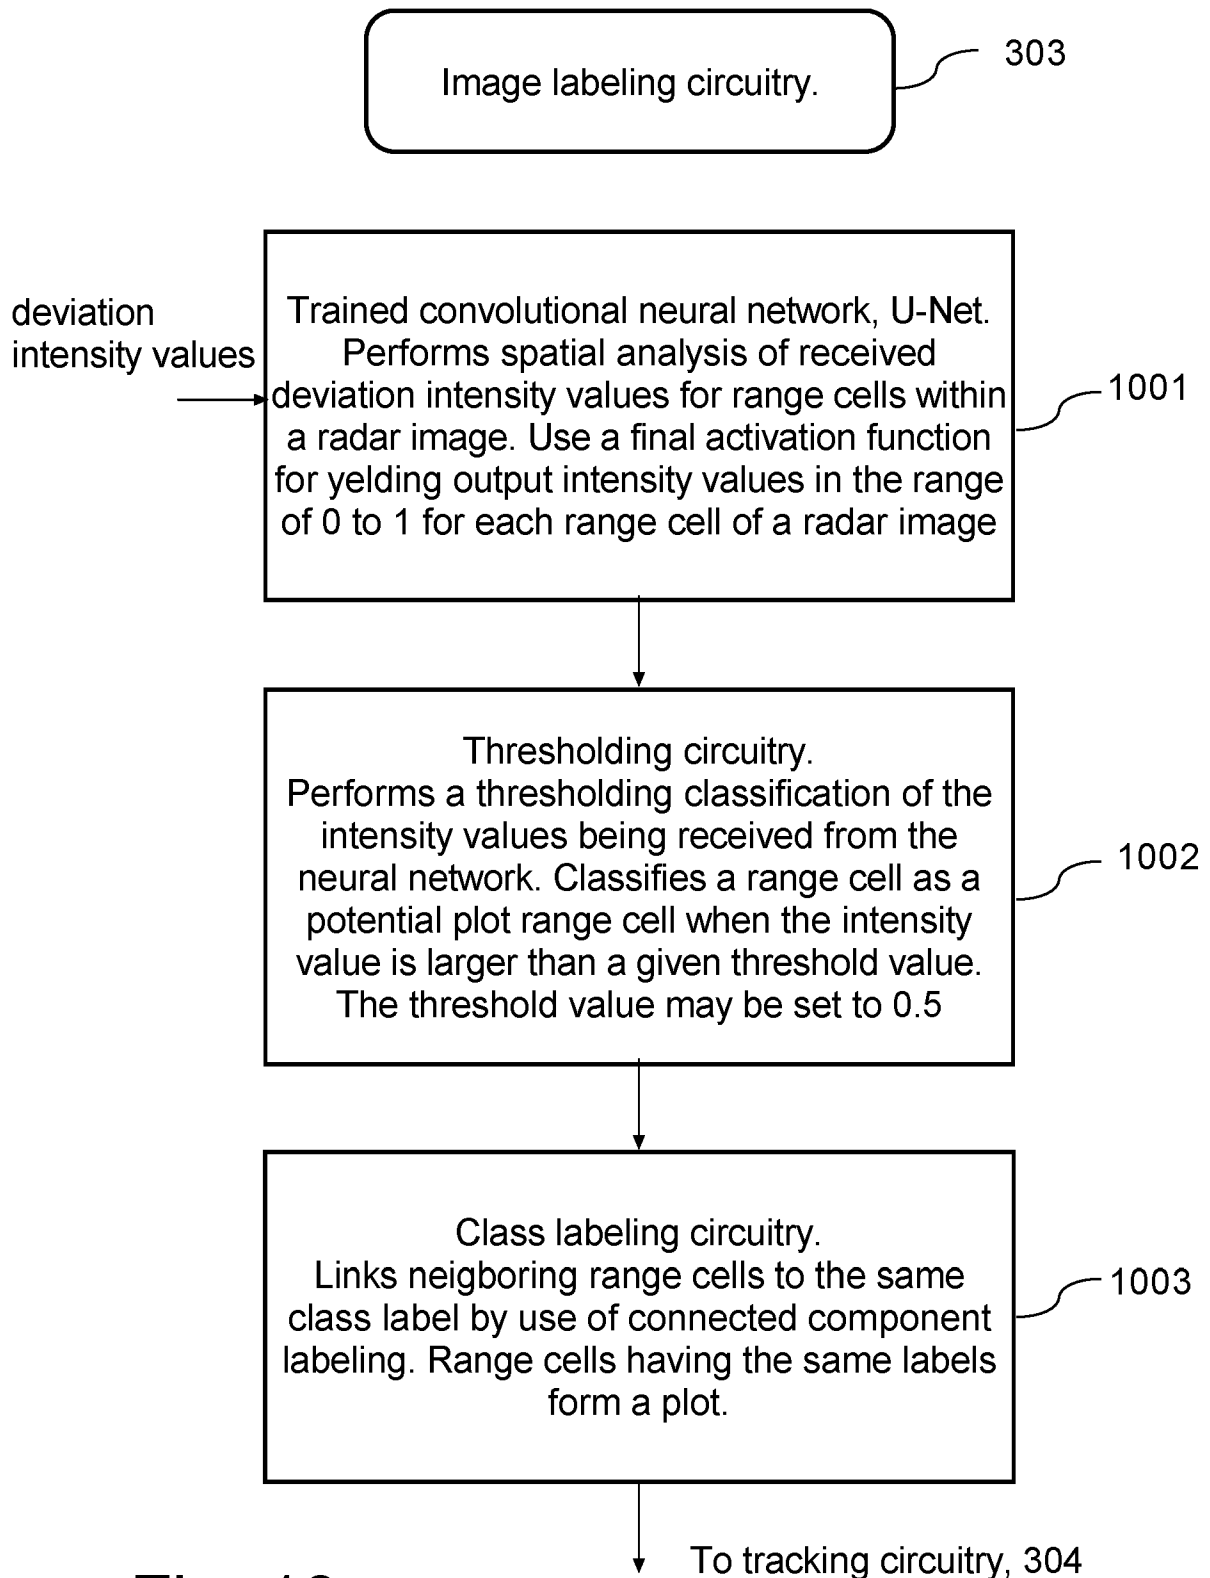 Image labeling circuitry.
303
deviation
intensity values
Trained convolutional neural network, U-Net.
Performs spatial analysis of received
deviation intensity values for range cells within
a radar image. Use a final activation function
for yelding output intensity values in the range
of 0 to 1 for each range cell of a radar image
1001
Thresholding circuitry.
Performs a thresholding classification of the
intensity values being received from the
neural network. Classifies a range cell as a
potential plot range cell when the intensity
value is larger than a given threshold value.
The threshold value may be set to 0.5
1002
Class labeling circuitry.
Links neigboring range cells to the same
class label by use of connected component
labeling. Range cells having the same labels
form a plot.
1003
To tracking circuitry, 304